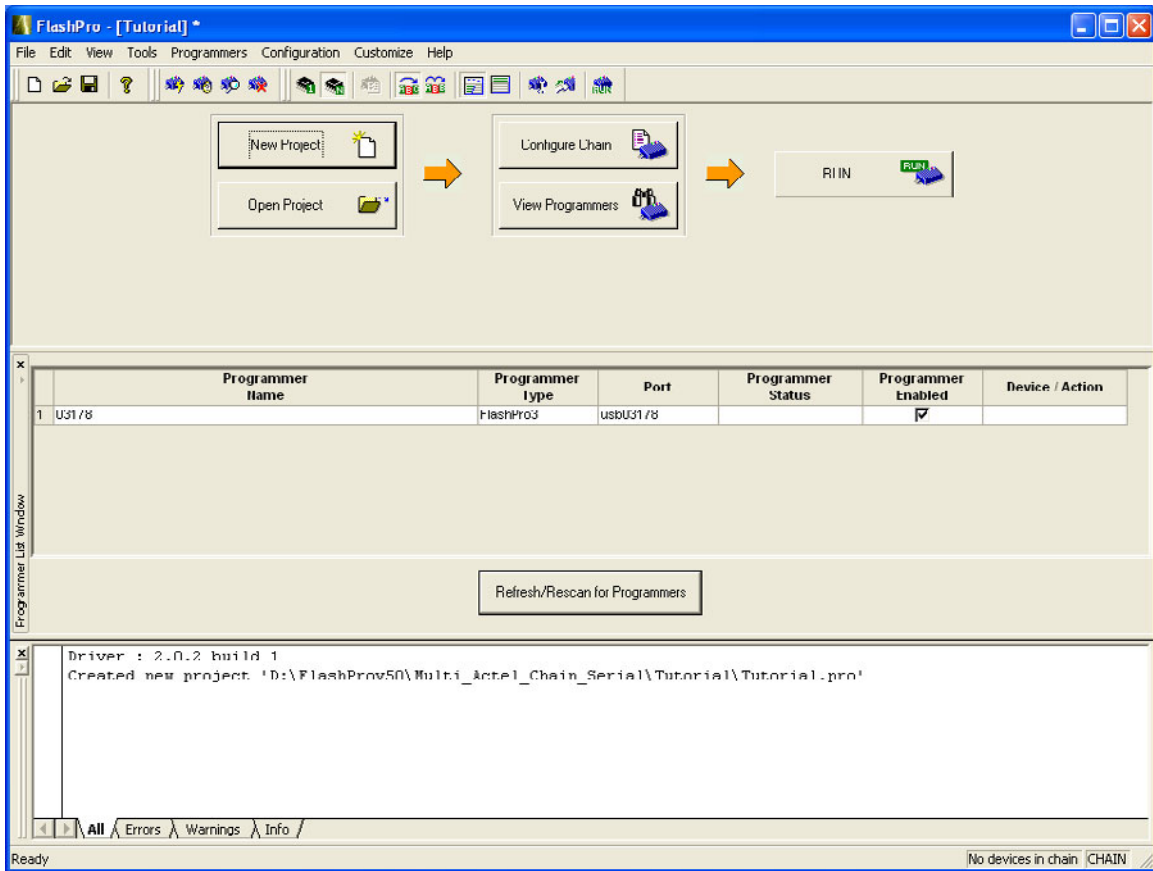 FlashPro - [Tutorial] *
File Edit View Tools Programmers Configuration Customize Help
New Project
Configure Chain
RUN
RUN
Open Project
View Programmers
Programmer Name
Programmer Type
Port
Programmer Status
Programmer Enabled
Device / Action
1 03178 FlashPro3 usb03178
Programmer List Window
Refresh/Rescan for Programmers
Driver : 2.0.2 build 1
Created new project 'D:\FlashProv50\Multi_Actel_Chain_Serial\Tutorial\Tutorial.pro'
All Errors Warnings Info
Ready
No devices in chain CHAIN